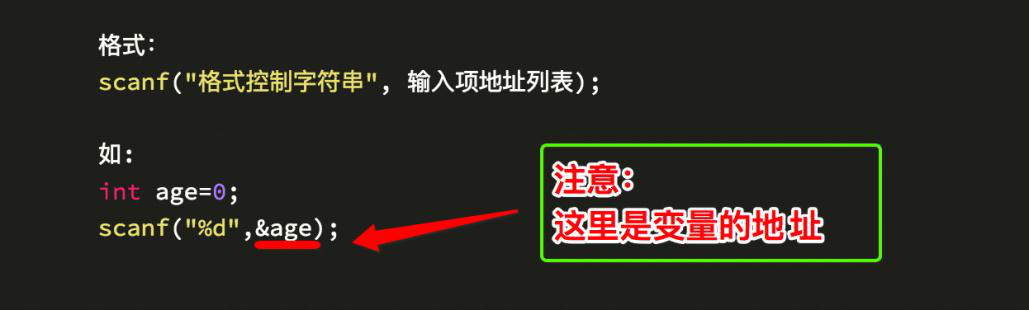 格式：
scanf("格式控制字符串", 输入项地址列表);
如:
int age=0;
scanf("%d",&age);
注意：
这里是变量的地址